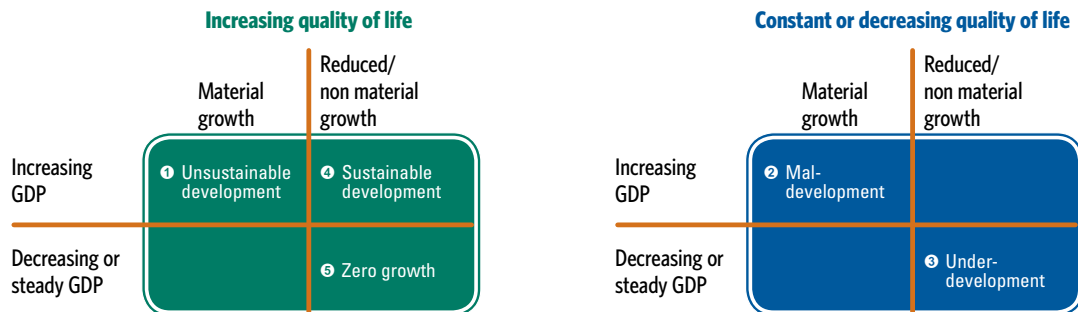 Increasing quality of life
Material
growth
Reduced/
non material
growth
Increasing
GDP
❶ Unsustainable
development
❹ Sustainable
development
Decreasing or
steady GDP
❺ Zero growth
Constant or decreasing quality of life
Material
growth
Reduced/
non material
growth
Increasing
GDP
❷ Mal-
development
Decreasing or
steady GDP
❸ Under-
development